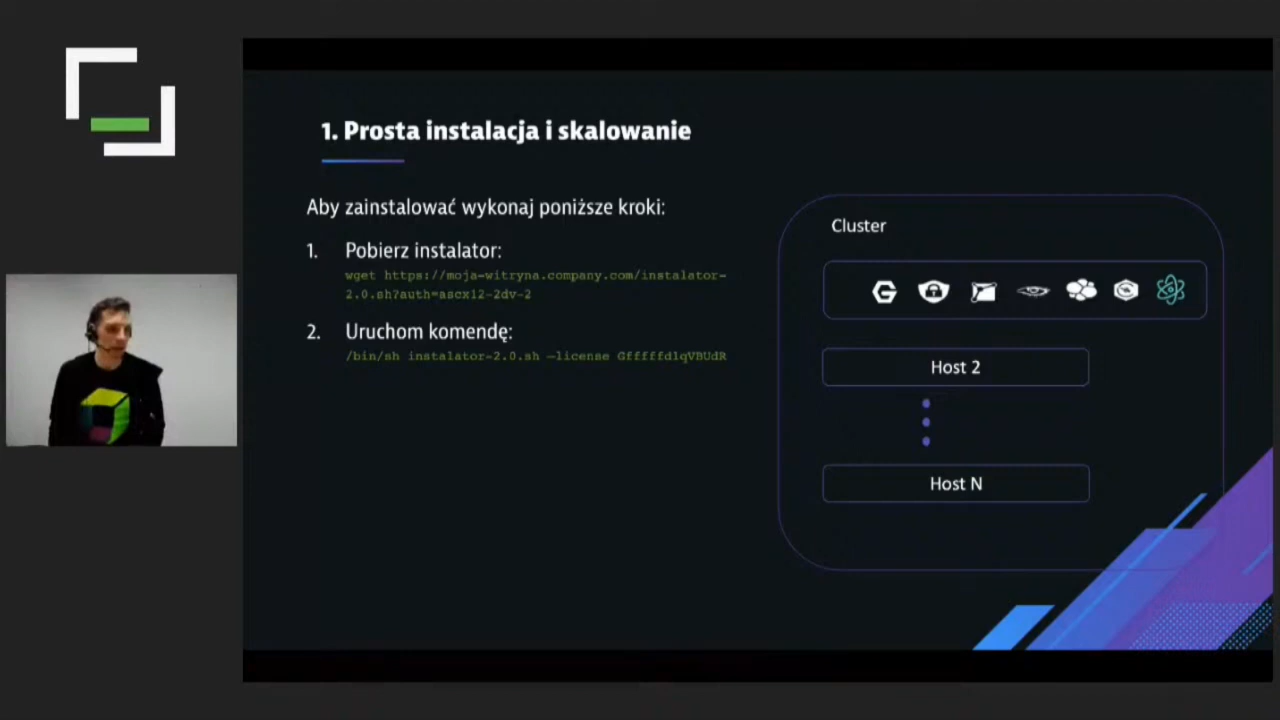 1. Prosta instalacja i skalowanie
Aby zainstalować wykonaj poniższe kroki:
1. Pobierz instalator:
wget https://moja-witryna.company.com/instalator-
2.0.sh?auth=ascx12-2dv-2
2. Uruchom komendę:
/bin/sh instalator-2.0.sh —license Gfffffd1qVBUdR
Cluster
Host 2
Host N